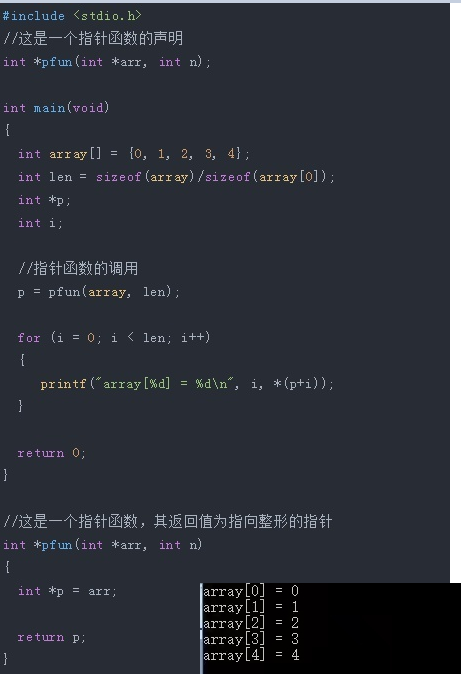 #include <stdio.h>
//这是一个指针函数的声明
int *pfun(int *arr, int n);
int main(void)
{
int array[] = {0, 1, 2, 3, 4};
int len = sizeof(array)/sizeof(array[0]);
int *p;
int i;
//指针函数的调用
p = pfun(array, len);
for (i = 0; i < len; i++)
{
printf("array[%d] = %d\n", i, *(p+i));
}
return 0;
}
//这是一个指针函数，其返回值为指向整形的指针
int *pfun(int *arr, int n)
{
int *p = arr;
return p;
}
array[0] = 0
array[1] = 1
array[2] = 2
array[3] = 3
array[4] = 4